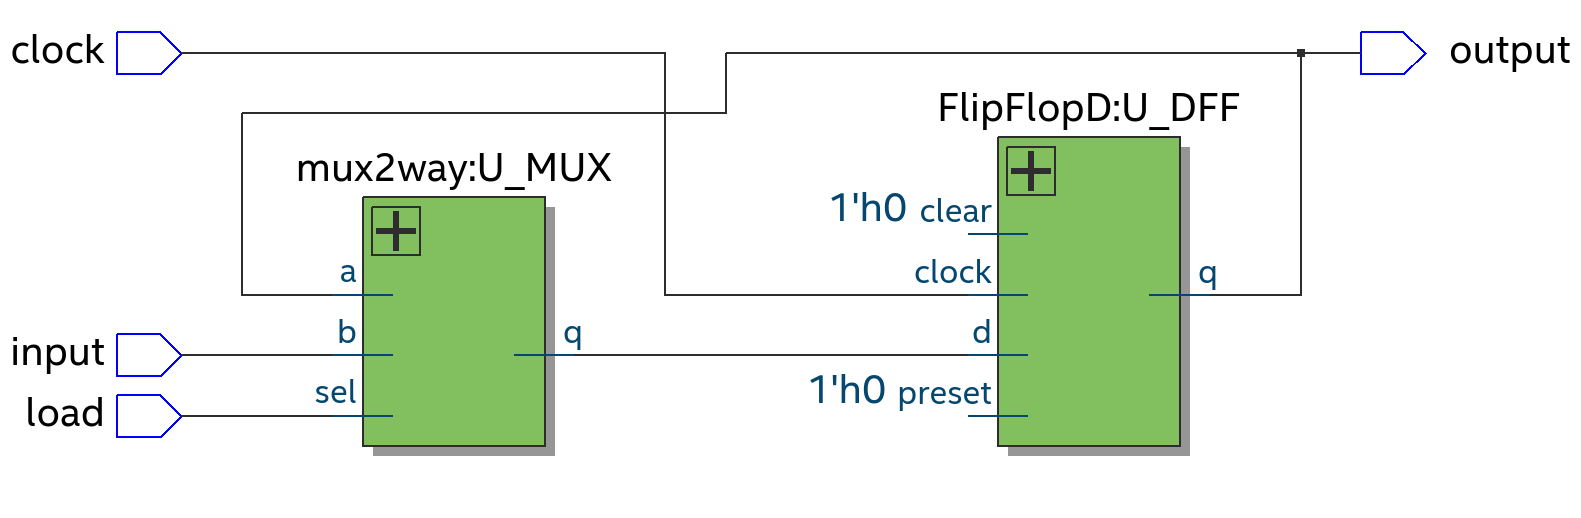 clock
output
FlipFlopD:U_DFF
mux2way:U_MUX
1'h0 clear
a
clock
q
input
b
q
d
load
sel
1'h0 preset